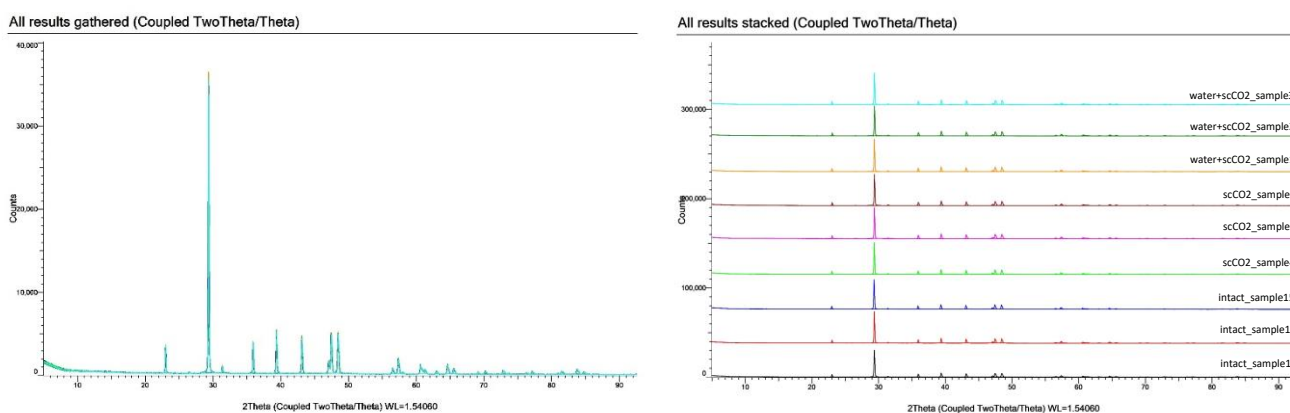 All results gathered (Coupled TwoTheta/Theta)
40,000
30,000
20,000
10,000
0
Counts
10 20 30 40 50 60 70 80 90
2Theta (Coupled TwoTheta/Theta) WL=1.54060
All results stacked (Coupled TwoTheta/Theta)
300,000
200,000
100,000
0
Counts
water+scCO2_sample
water+scCO2_sample
water+scCO2_sample
scCO2_sample
scCO2_sample
scCO2_sample
intact_sample1
intact_sample1
intact_sample1
10 20 30 40 50 60 70 80 90
2Theta (Coupled TwoTheta/Theta) WL=1.54060